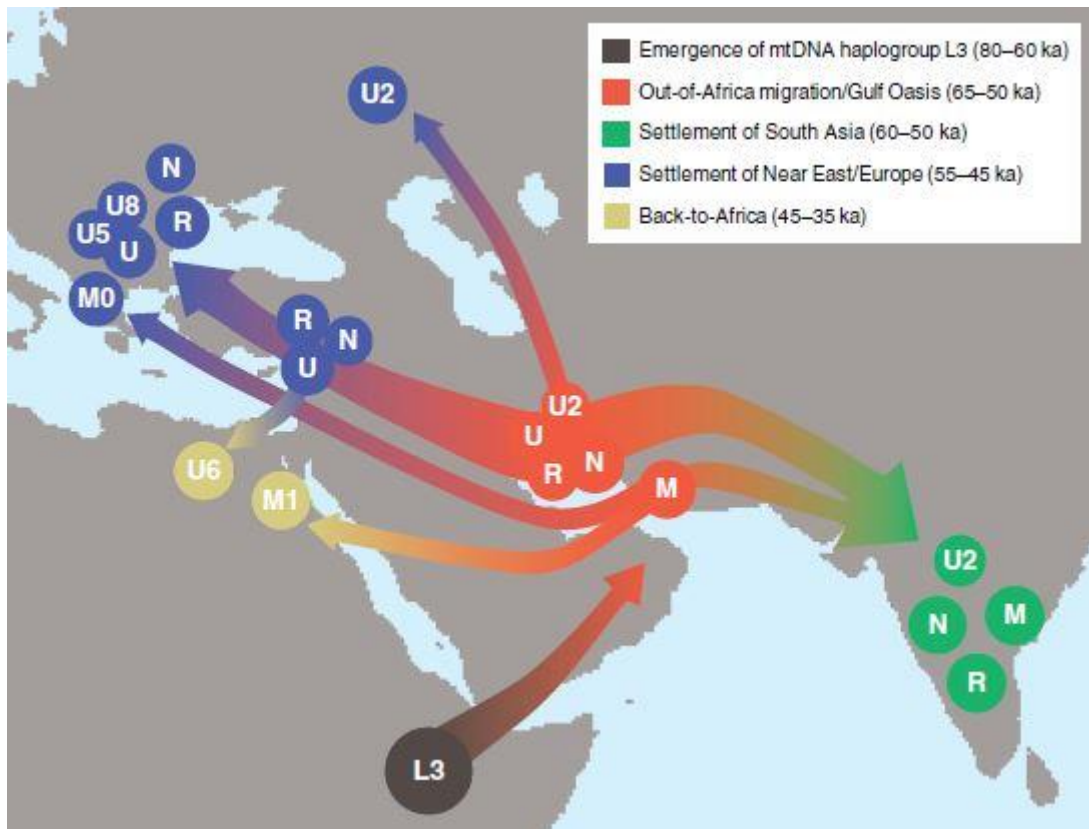 Emergence of mtDNA haplogroup L3 (80–60 ka)
Out-of-Africa migration/Gulf Oasis (65–50 ka)
Settlement of South Asia (60–50 ka)
Settlement of Near East/Europe (55–45 ka)
Back-to-Africa (45–35 ka)
U2
N
U8
R
U5
U
M0
R
N
U
U2
U
N
R
M
U6
M1
U2
N
M
R
L3